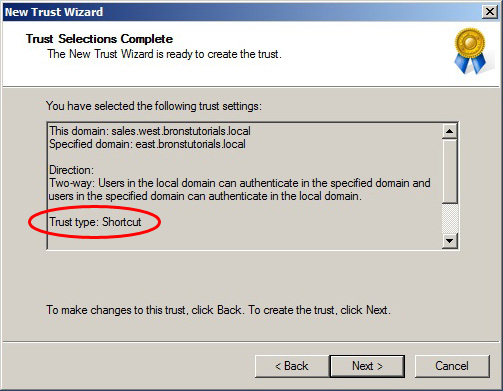 New Trust Wizard
Trust Selections Complete
The New Trust Wizard is ready to create the trust.
You have selected the following trust settings:
This domain: sales.west.bronstutorials.local
Specified domain: east.bronstutorials.local
Direction:
Two-way: Users in the local domain can authenticate in the specified domain and
users in the specified domain can authenticate in the local domain.
Trust type: Shortcut
To make changes to this trust, click Back. To create the trust, click Next.
< Back
Next >
Cancel